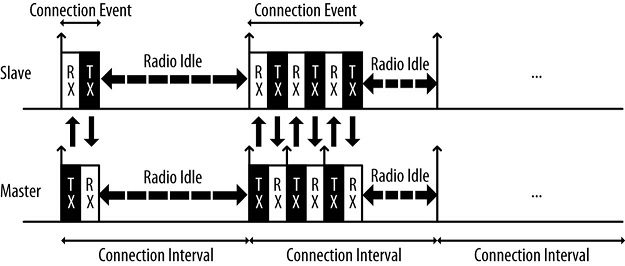 Connection Event
Connection Event
Slave
R X
T X
Radio Idle
R X
T X
R X
T X
R X
T X
Radio Idle
...
Master
T X
R X
Radio Idle
T X
R X
T X
R X
T X
R X
Radio Idle
...
Connection Interval
Connection Interval
Connection Interval